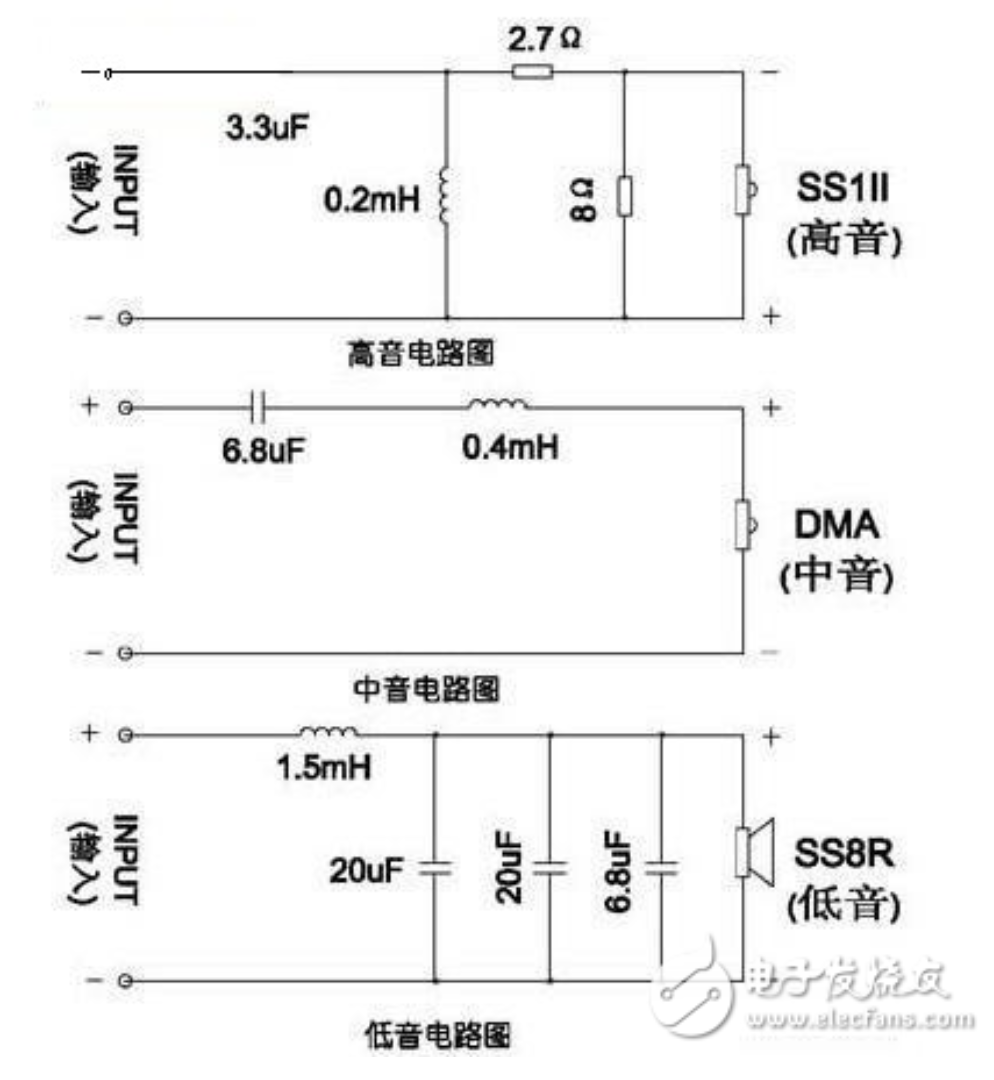 2.7Ω
−
−
3.3uF
INPUT
(输入)
0.2mH
8Ω
SS1II
(高音)
−
+
高音电路图
+
+
6.8uF
0.4mH
INPUT
(输入)
DMA
(中音)
−
−
中音电路图
+
+
1.5mH
INPUT
(输入)
20uF
20uF
6.8uF
SS8R
(低音)
−
低音电路图
电子发烧友
www.elecfans.com